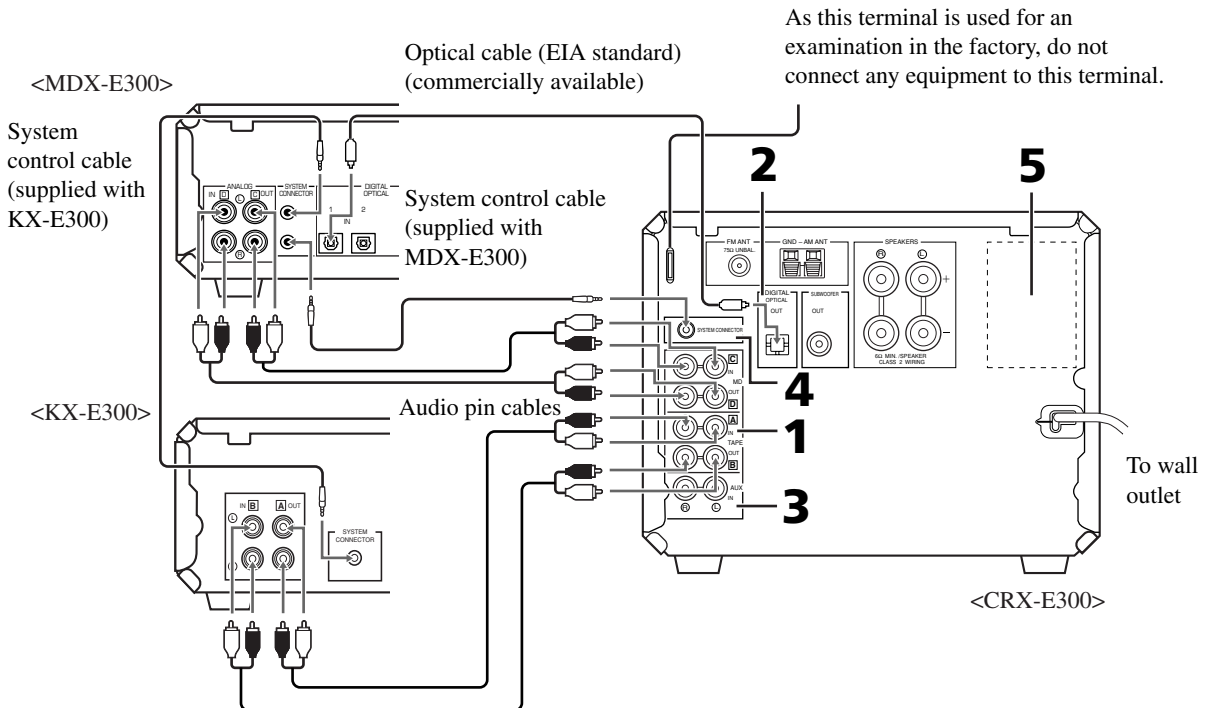 As this terminal is used for an
examination in the factory, do not
connect any equipment to this terminal.
Optical cable (EIA standard)
(commercially available)
<MDX-E300>
System
control cable
(supplied with
KX-E300)
ANALOG
IN D L C OUT
R
SYSTEM
CONNECTOR
DIGITAL
OPTICAL
1 2
IN
System control cable
(supplied with
MDX-E300)
2
5
FM ANT
75Ω UNBAL.
GND – AM ANT
SPEAKERS
R L
+
–
6Ω MIN. /SPEAKER
CLASS 2 WIRING
DIGITAL
OPTICAL
OUT
SUBWOOFER
OUT
SYSTEM CONNECTOR
4
C
IN
MD
OUT
D
A
IN
TAPE
OUT
B
1
AUX
IN
R L
3
<KX-E300>
Audio pin cables
IN B A OUT
L
SYSTEM
CONNECTOR
To wall
outlet
<CRX-E300>